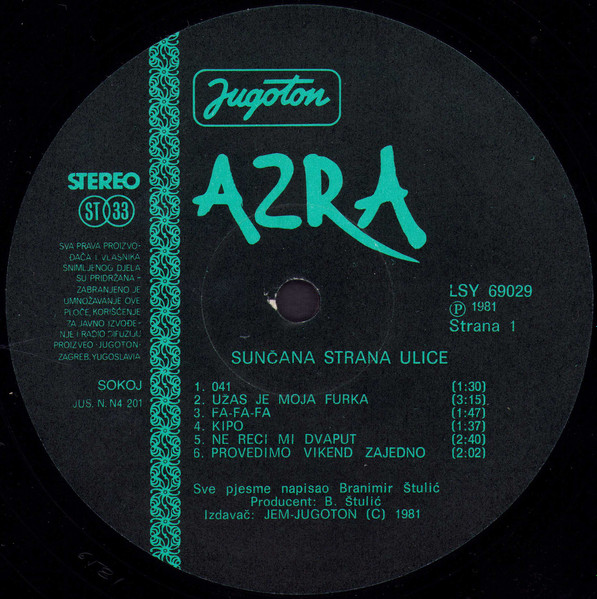 Jugoton
AZRA
STEREO
ST 33
SVA PRAVA PROIZVO-
ĐAČA I VLASNIKA
SNIMLJENOG DJELA
SU PRIDRŽANA -
ZABRANJENO JE
UMNOŽAVANJE OVE
PLOČE, KORIŠĆENJE
ZA JAVNO IZVOĐE-
NJE I RADIO DIFUZIJU
PROIZVEO - JUGOTON-
ZAGREB, YUGOSLAVIA
SOKOJ
JUS. N. N4 201
LSY 69029
Ⓟ 1981
Strana 1
SUNČANA STRANA ULICE
1. 041 (1:30)
2. UŽAS JE MOJA FURKA (3:15)
3. FA-FA-FA (1:47)
4. KIPO (1:37)
5. NE RECI MI DVAPUT (2:40)
6. PROVEDIMO VIKEND ZAJEDNO (2:02)
Sve pjesme napisao Branimir Štulić
Producent: B. Štulić
Izdavač: JEM-JUGOTON (C) 1981